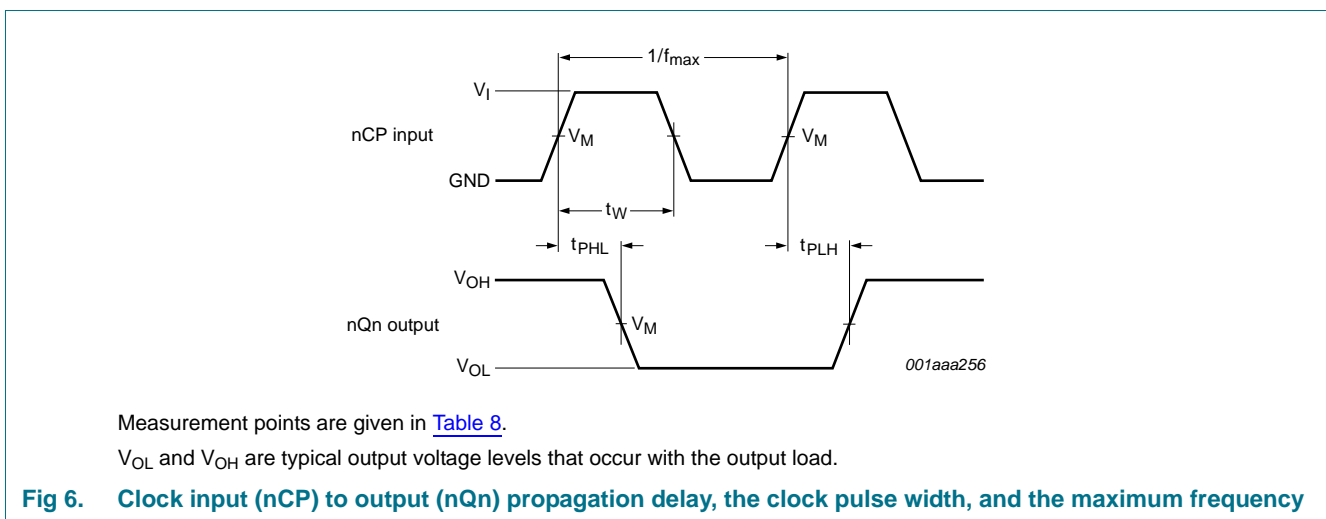 1/fmax
VI
nCP input
VM
VM
GND
tW
tPHL
tPLH
VOH
nQn output
VM
VOL
001aaa256
Measurement points are given in Table 8.
VOL and VOH are typical output voltage levels that occur with the output load.
Fig 6. Clock input (nCP) to output (nQn) propagation delay, the clock pulse width, and the maximum frequency